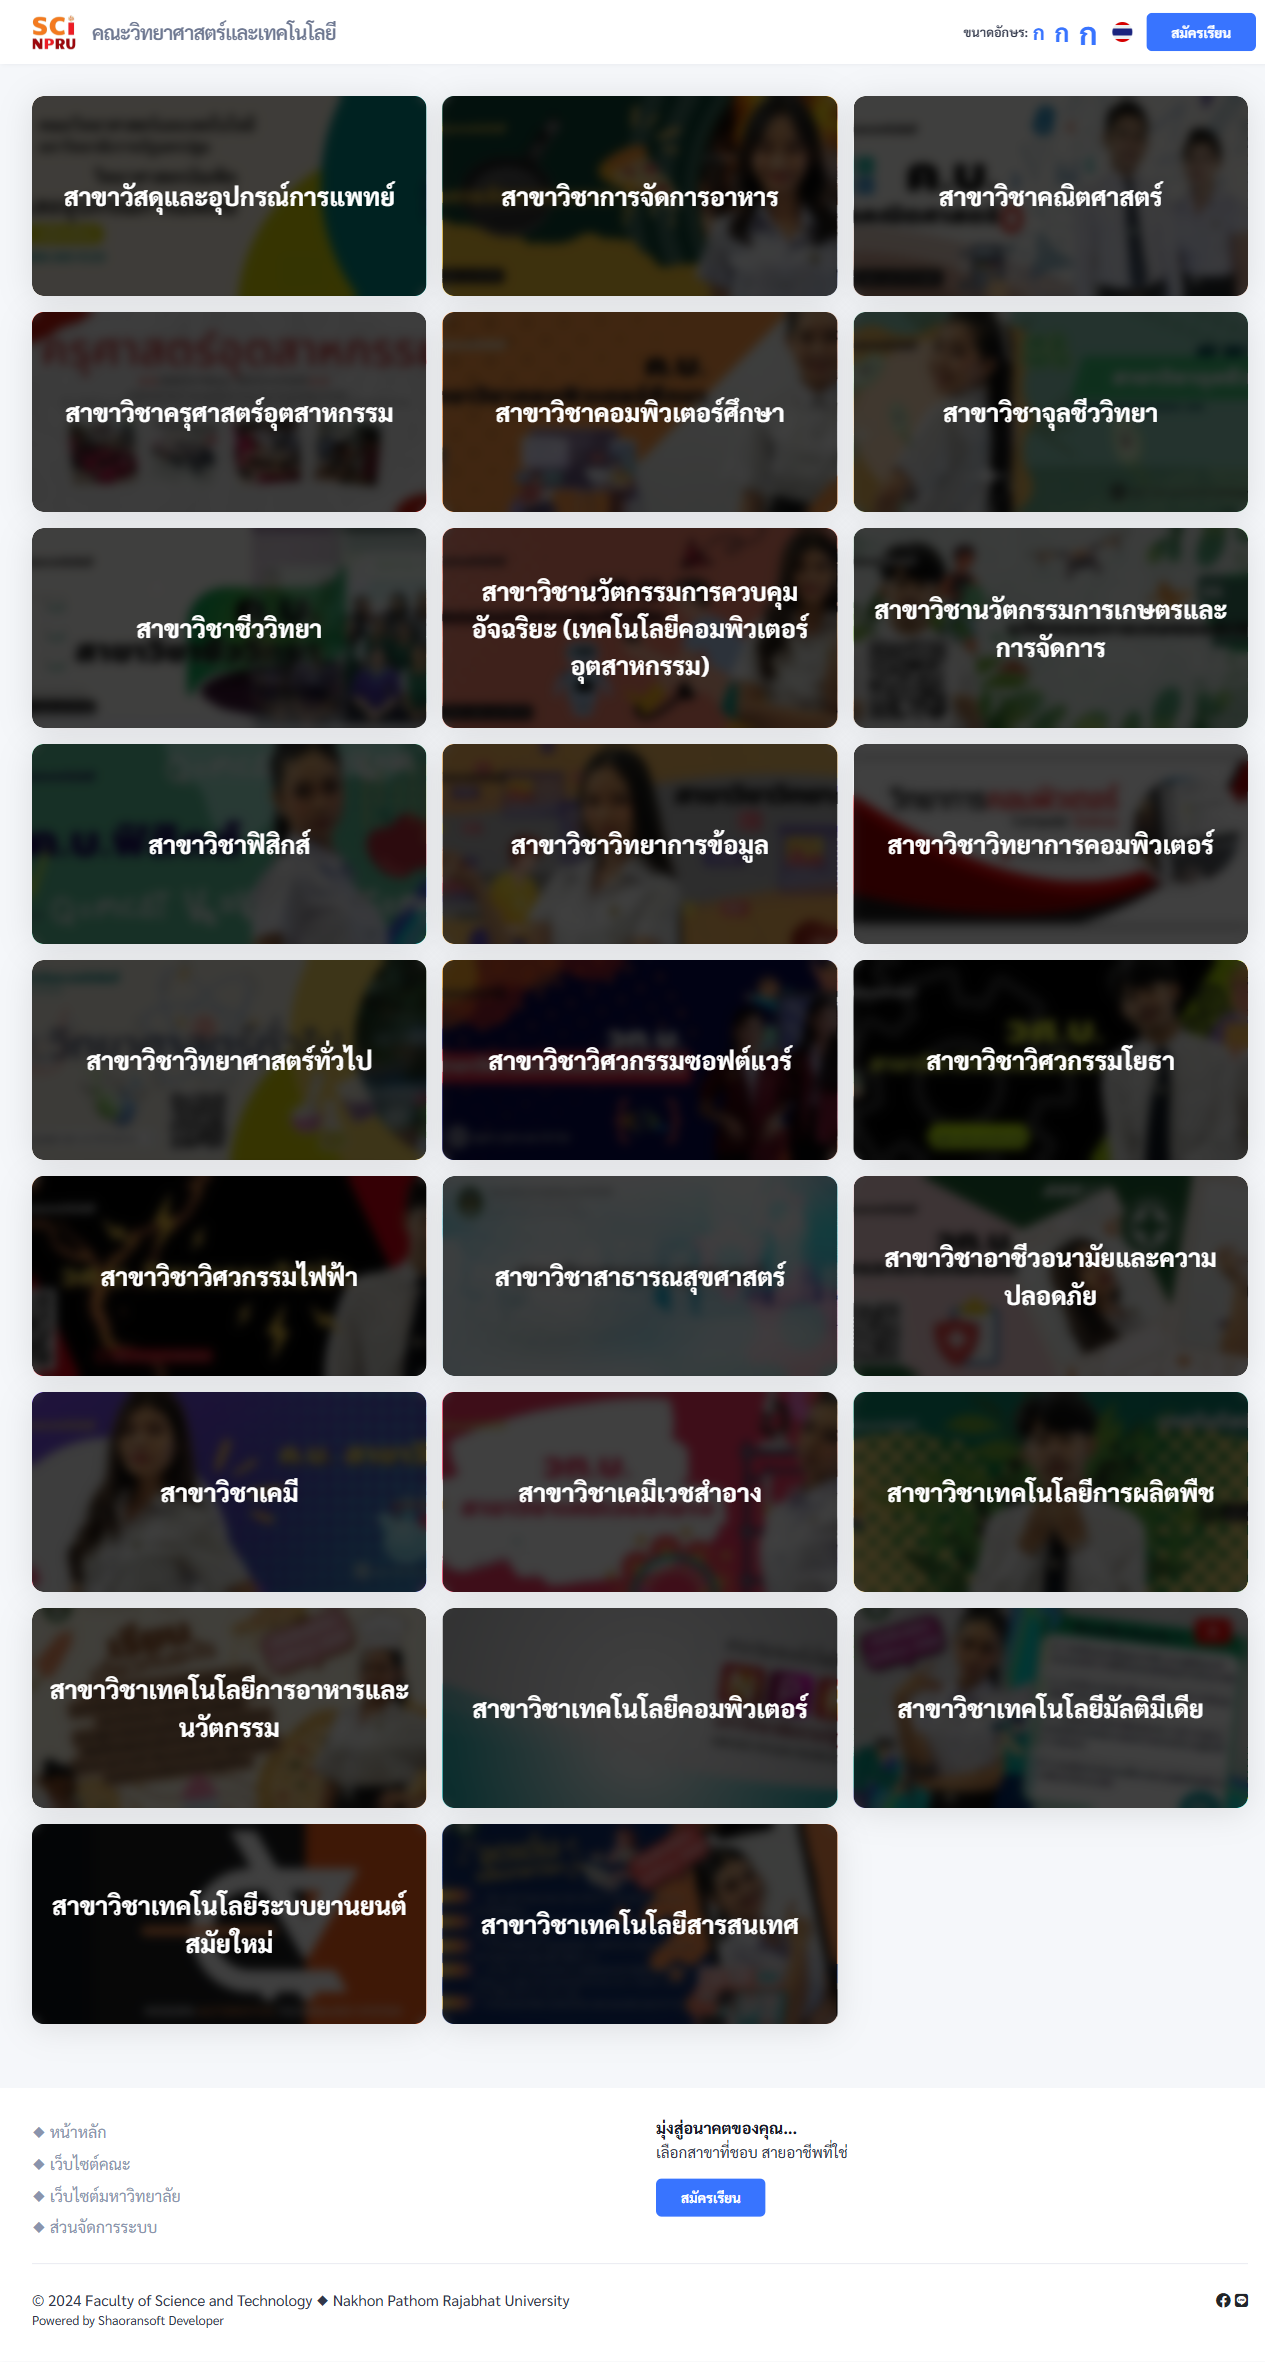 SCi
NPRU
คณะวิทยาศาสตร์และเทคโนโลยี
ขนาดอักษร: ก ก ก
สมัครเรียน
สาขาวัสดุและอุปกรณ์การแพทย์
สาขาวิชาการจัดการอาหาร
สาขาวิชาคณิตศาสตร์
สาขาวิชาครุศาสตร์อุตสาหกรรม
สาขาวิชาคอมพิวเตอร์ศึกษา
สาขาวิชาจุลชีววิทยา
สาขาวิชาชีววิทยา
สาขาวิชานวัตกรรมการควบคุม
อัจฉริยะ (เทคโนโลยีคอมพิวเตอร์
อุตสาหกรรม)
สาขาวิชานวัตกรรมการเกษตรและ
การจัดการ
สาขาวิชาฟิสิกส์
สาขาวิชาวิทยาการข้อมูล
สาขาวิชาวิทยาการคอมพิวเตอร์
สาขาวิชาวิทยาศาสตร์ทั่วไป
สาขาวิชาวิศวกรรมซอฟต์แวร์
สาขาวิชาวิศวกรรมโยธา
สาขาวิชาวิศวกรรมไฟฟ้า
สาขาวิชาสาธารณสุขศาสตร์
สาขาวิชาอาชีวอนามัยและความ
ปลอดภัย
สาขาวิชาเคมี
สาขาวิชาเคมีเวชสำอาง
สาขาวิชาเทคโนโลยีการผลิตพืช
สาขาวิชาเทคโนโลยีการอาหารและ
นวัตกรรม
สาขาวิชาเทคโนโลยีคอมพิวเตอร์
สาขาวิชาเทคโนโลยีมัลติมีเดีย
สาขาวิชาเทคโนโลยีระบบยานยนต์
สมัยใหม่
สาขาวิชาเทคโนโลยีสารสนเทศ
◆ หน้าหลัก
◆ เว็บไซต์คณะ
◆ เว็บไซต์มหาวิทยาลัย
◆ ส่วนจัดการระบบ
มุ่งสู่อนาคตของคุณ...
เลือกสาขาที่ชอบ สายอาชีพที่ใช่
สมัครเรียน
© 2024 Faculty of Science and Technology ◆ Nakhon Pathom Rajabhat University
Powered by Shaoransoft Developer